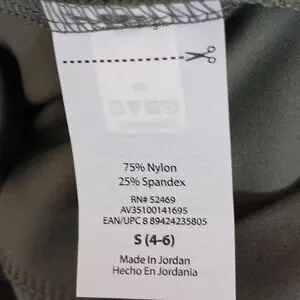 75% Nylon
25% Spandex
RN# 52469
AV35100141695
EAN/UPC 8 89424235805
S (4-6)
Made In Jordan
Hecho En Jordania